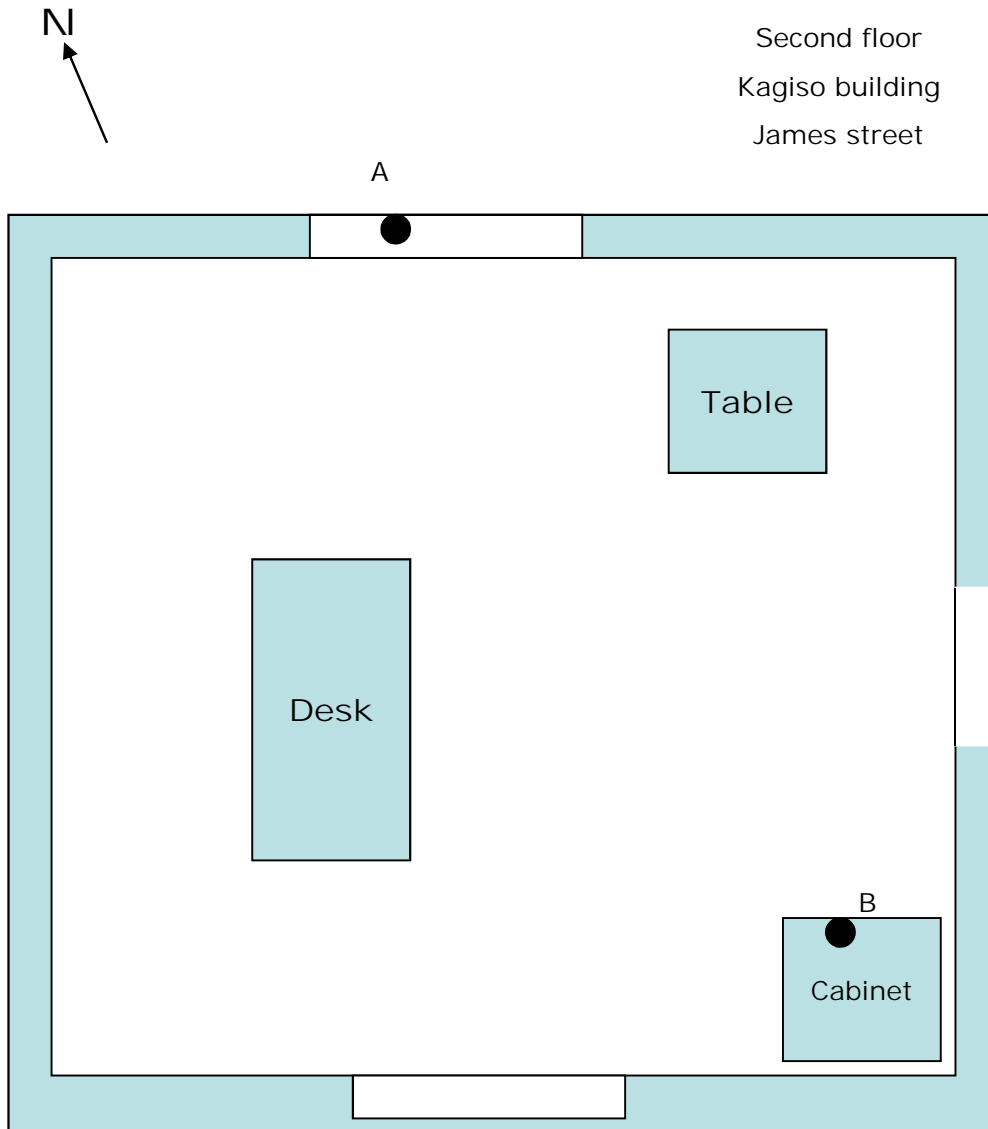 N
Second floor
Kagiso building
James street
A
Table
Desk
B
Cabinet